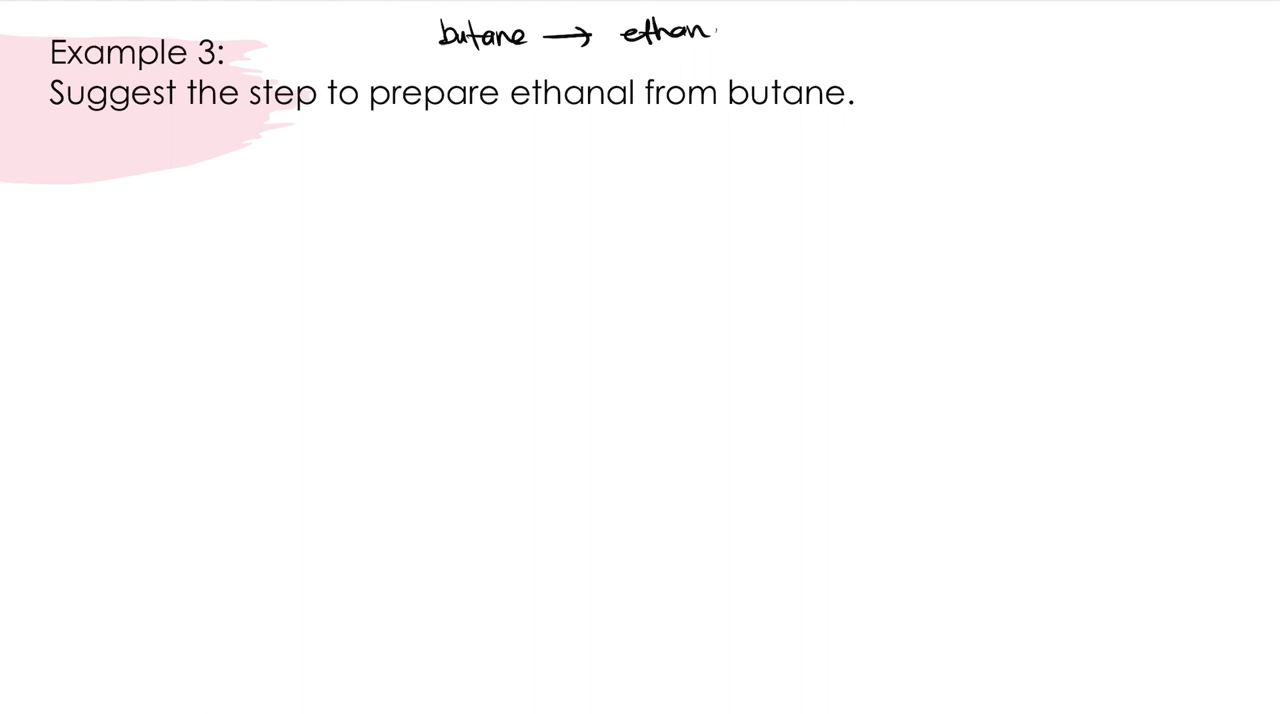 butane → ethan
Example 3:
Suggest the step to prepare ethanal from butane.